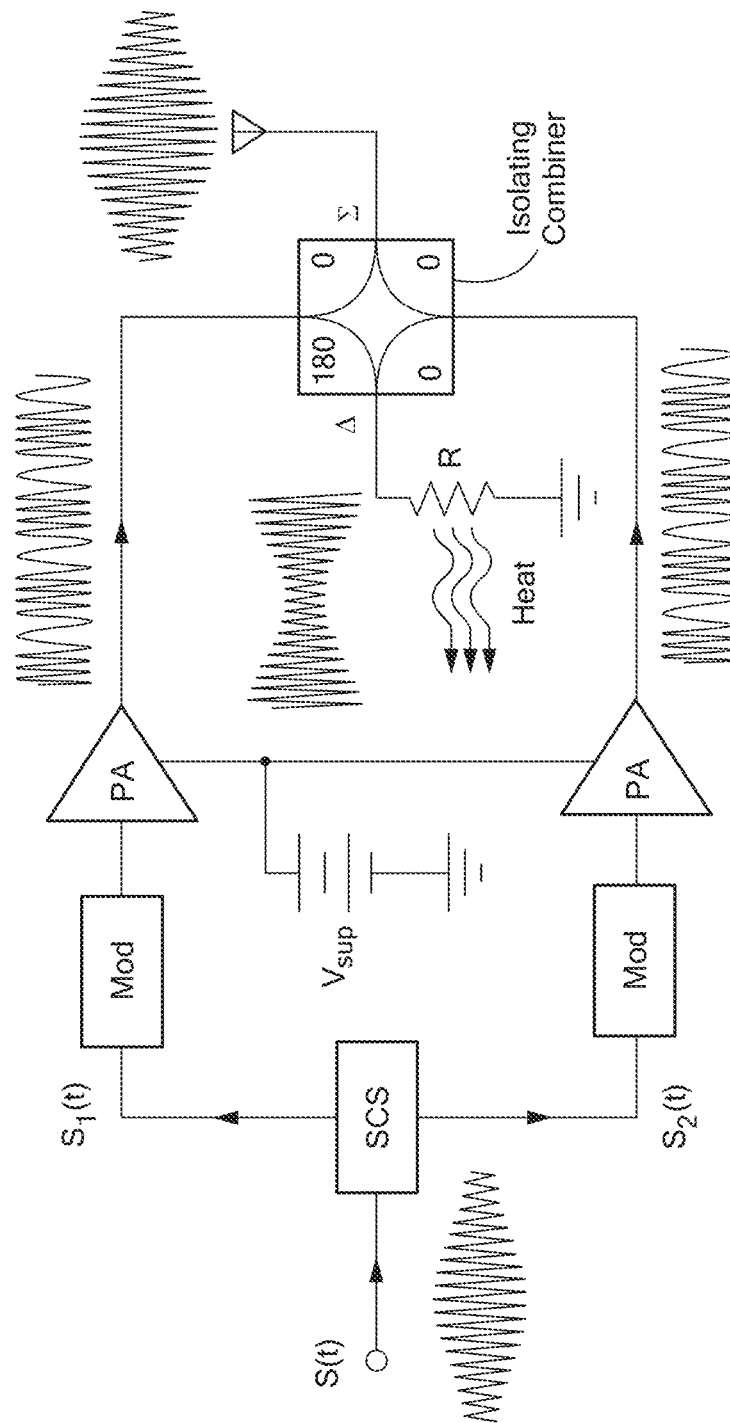 S(t)
SCS
S1(t)
S2(t)
Mod
Mod
Vsup
PA
PA
Heat
R
Δ
Σ
180
0
0
0
Isolating
Combiner